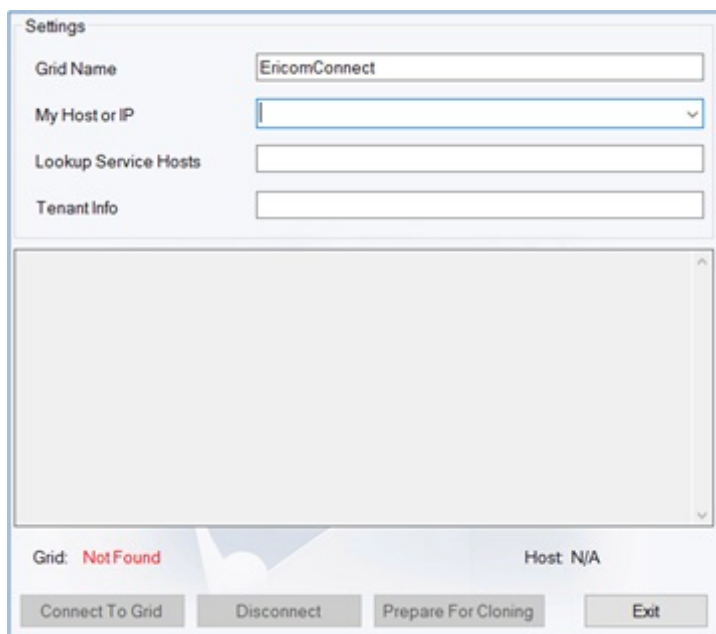 Settings
Grid Name EricomConnect
My Host or IP
Lookup Service Hosts
Tenant Info
Grid: Not Found Host N/A
Connect To Grid Disconnect Prepare For Cloning Exit